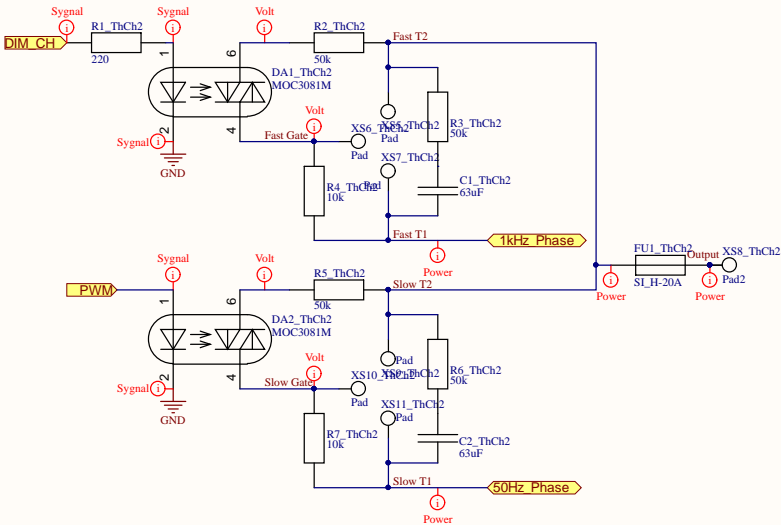 Sygnal
Sygnal
Volt
i
i
i
DIM_CH
R1_ThCh2
220
1
6
R2_ThCh2
50k
Fast T2
DA1_ThCh2
MOC3081M
Volt
i
Sygnal
i
2
4
Fast Gate
GND
XS6_ThCh2
Pad
XS5_ThCh2
Pad
XS7_ThCh2
Pad
R3_ThCh2
50k
R4_ThCh2
10k
C1_ThCh2
63uF
Fast T1
1kHz_Phase
i
Power
FU1_ThCh2
SI_H-20A
Output
XS8_ThCh2
Pad2
i
Power
i
Power
Sygnal
Volt
i
i
PWM
1
6
R5_ThCh2
50k
Slow T2
DA2_ThCh2
MOC3081M
Volt
i
Sygnal
i
2
4
Slow Gate
GND
XS10_ThCh2
Pad
Pad
XS9_ThCh2
XS11_ThCh2
Pad
R6_ThCh2
50k
R7_ThCh2
10k
C2_ThCh2
63uF
Slow T1
50Hz_Phase
i
Power